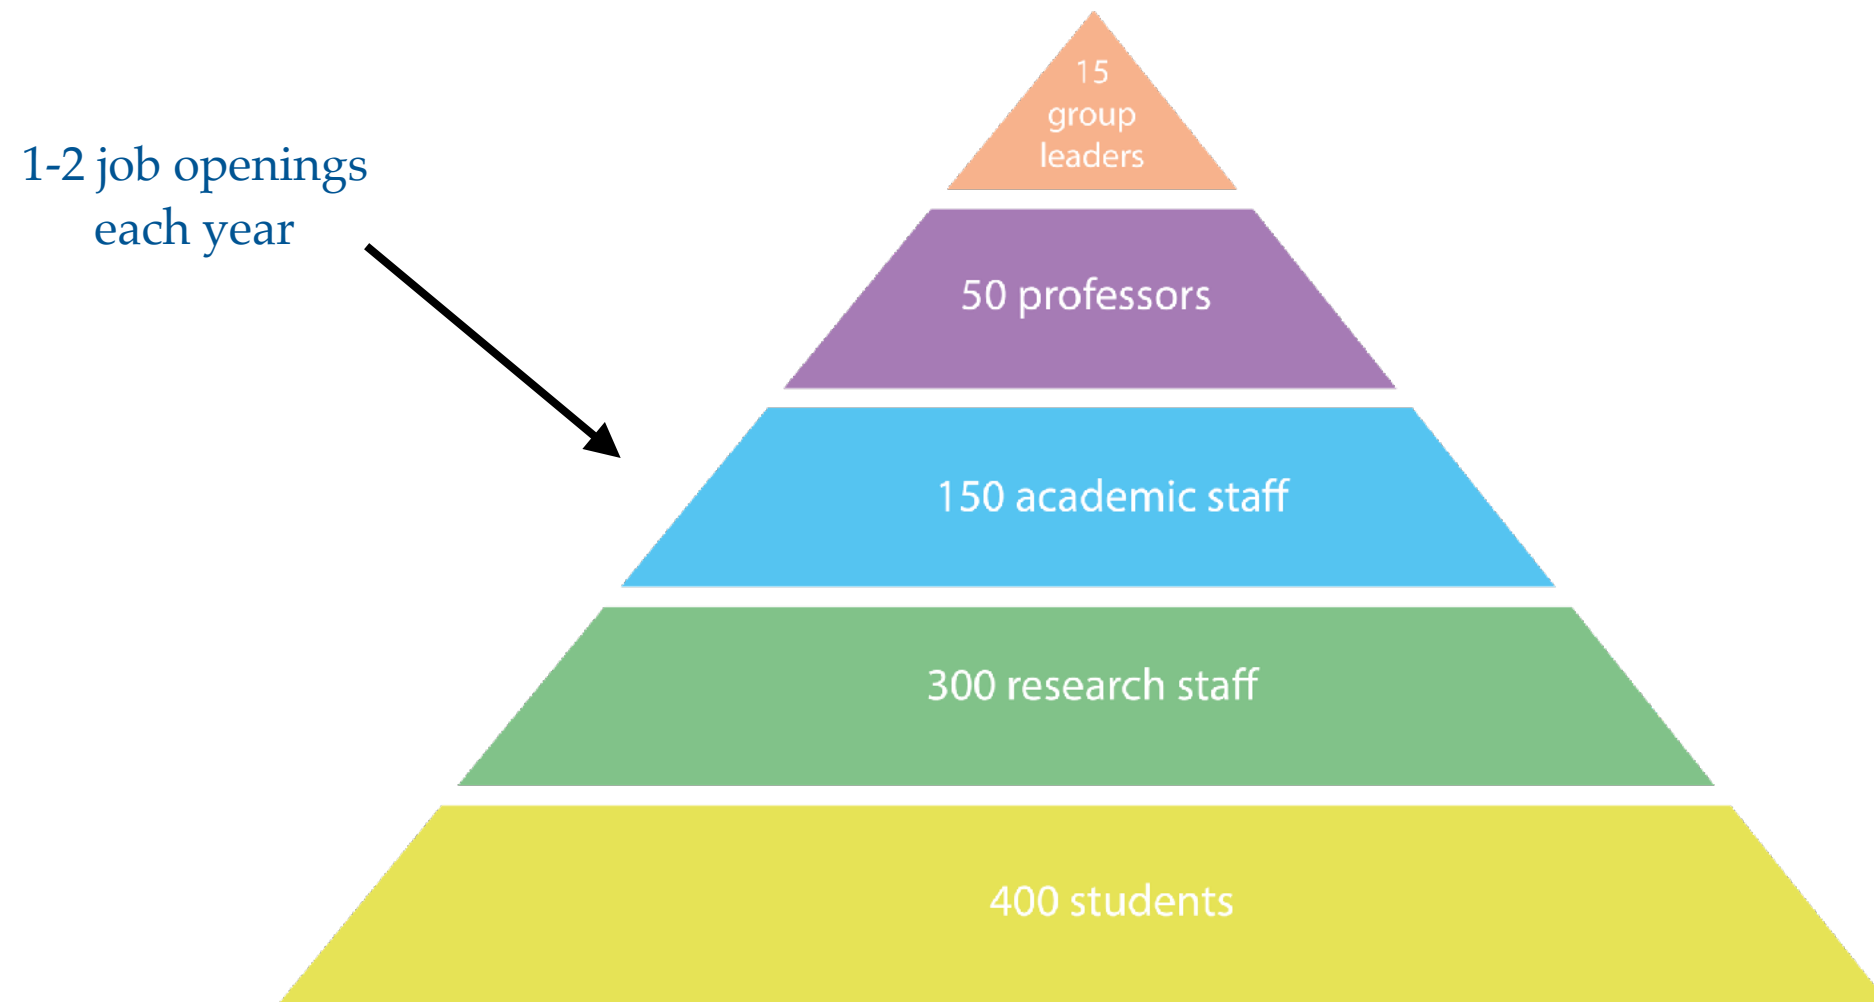 15
group
leaders
1-2 job openings
each year
50 professors
150 academic staff
300 research staff
400 students